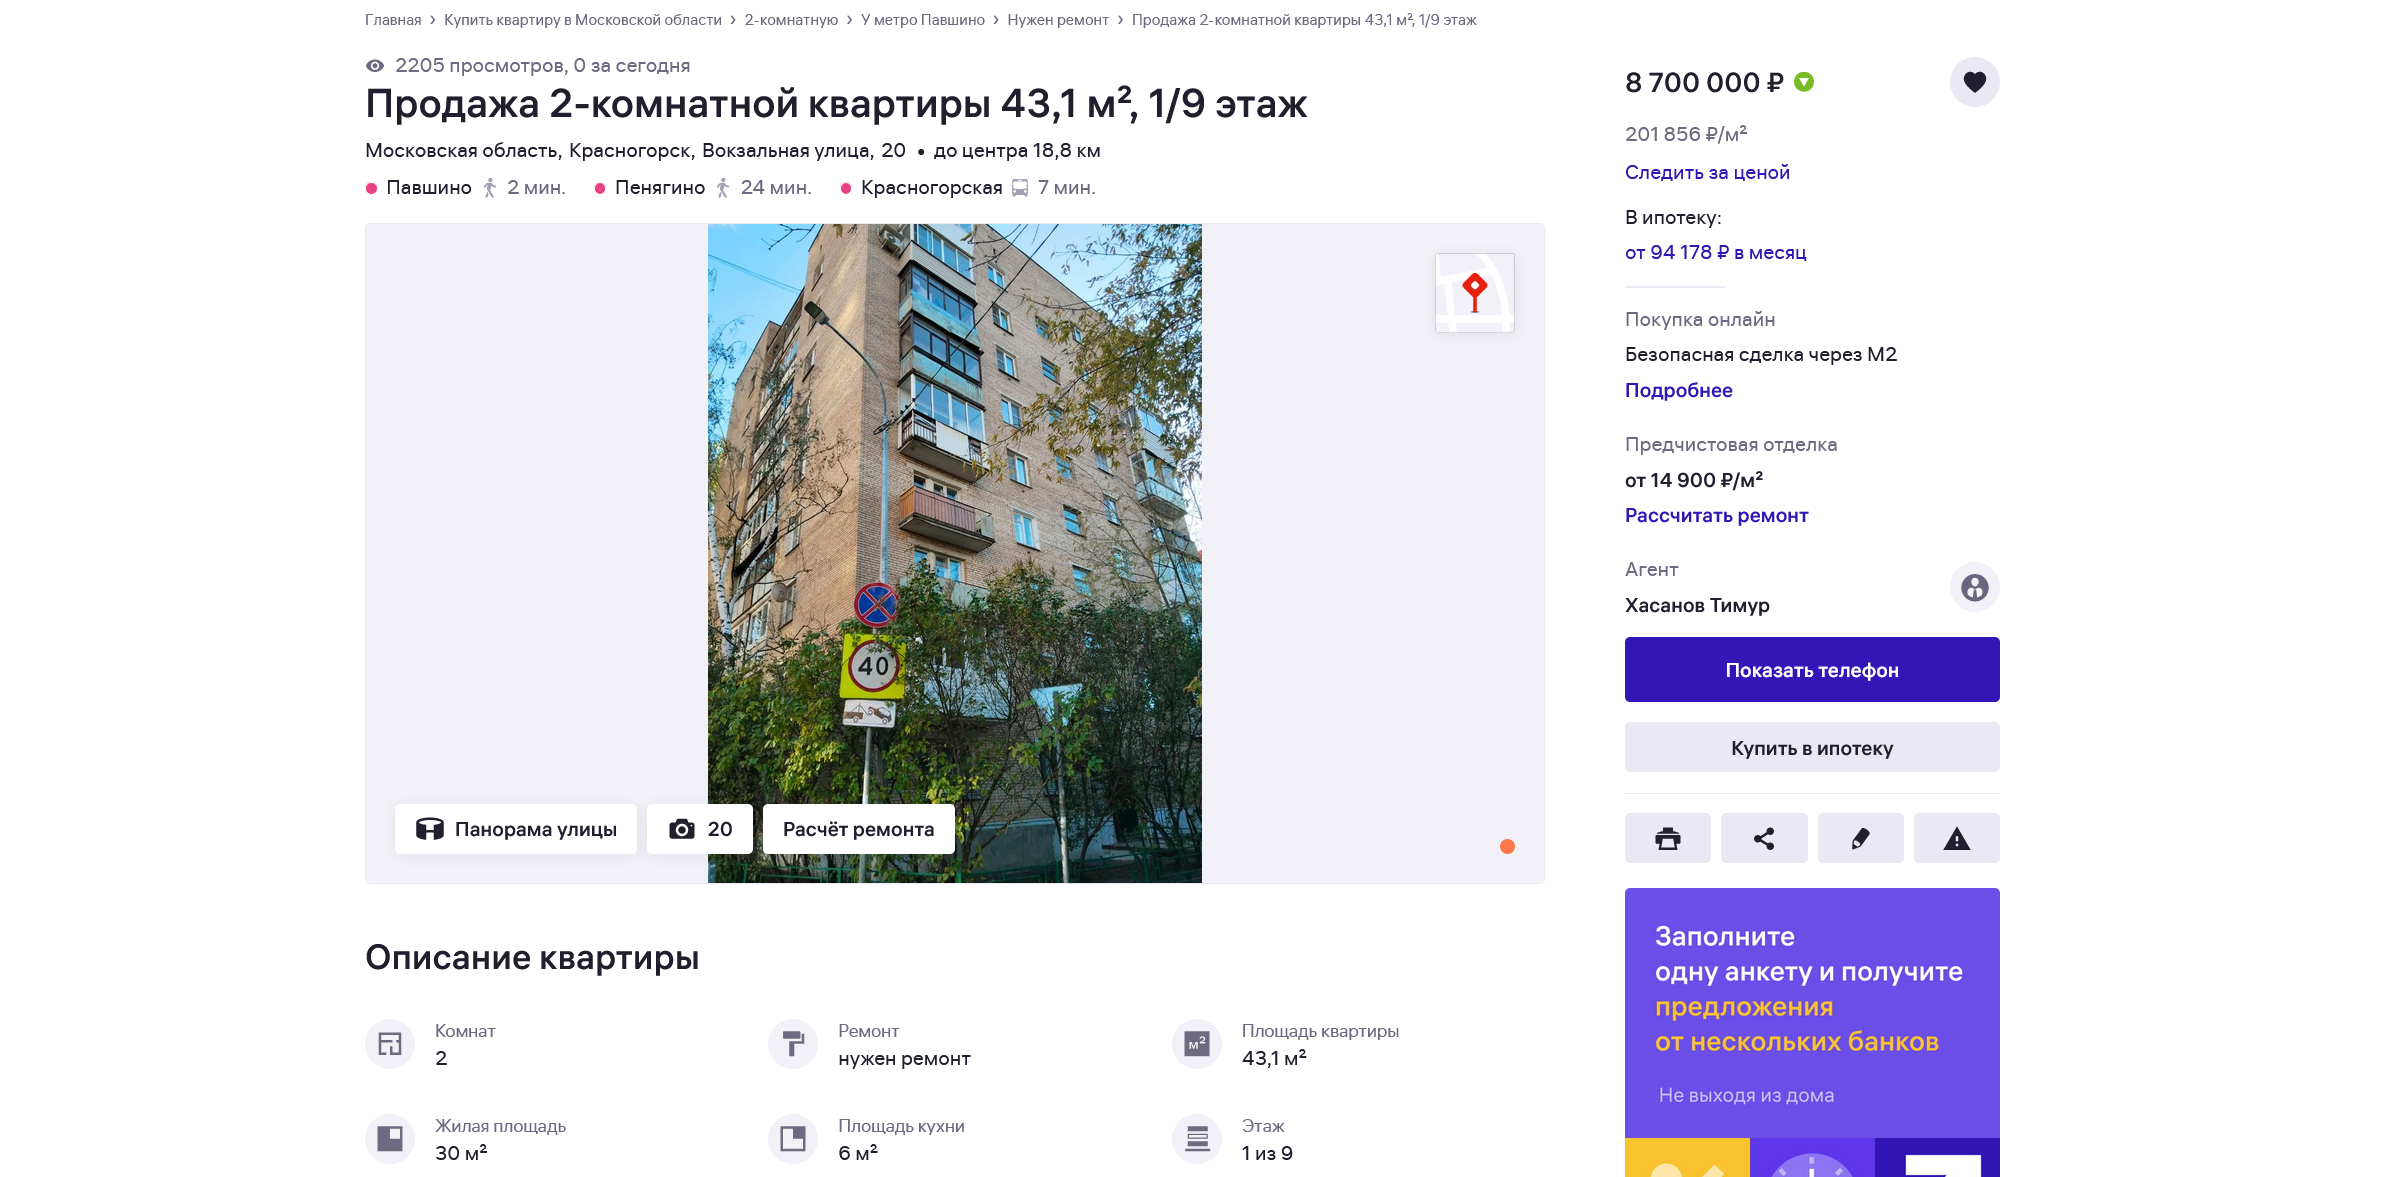 Главная › Купить квартиру в Московской области › 2-комнатную › У метро Павшино › Нужен ремонт › Продажа 2-комнатной квартиры 43,1 м², 1/9 этаж
2205 просмотров, 0 за сегодня
Продажа 2-комнатной квартиры 43,1 м², 1/9 этаж
Московская область, Красногорск, Вокзальная улица, 20 • до центра 18,8 км
Павшино 2 мин. Пенягино 24 мин. Красногорская 7 мин.
40
Панорама улицы
20
Расчёт ремонта
Описание квартиры
Комнат
2
Ремонт
нужен ремонт
Площадь квартиры
м²
43,1 м²
Жилая площадь
30 м²
Площадь кухни
6 м²
Этаж
1 из 9
8 700 000 ₽
201 856 ₽/м²
Следить за ценой
В ипотеку:
от 94 178 ₽ в месяц
Покупка онлайн
Безопасная сделка через М2
Подробнее
Предчистовая отделка
от 14 900 ₽/м²
Рассчитать ремонт
Агент
Хасанов Тимур
Показать телефон
Купить в ипотеку
Заполните
одну анкету и получите
предложения
от нескольких банков
Не выходя из дома